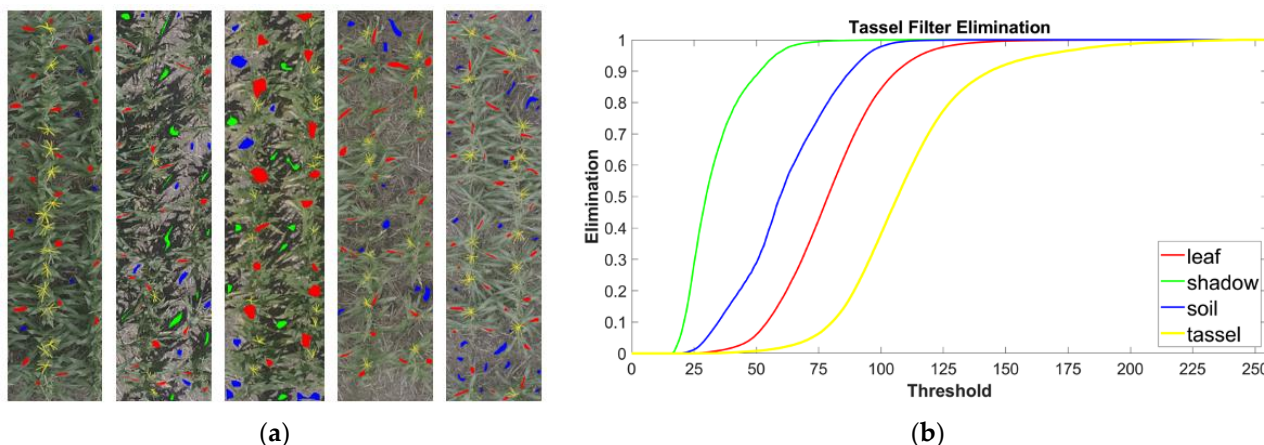 Tassel Filter Elimination
1
0.9
0.8
0.7
0.6
0.5
0.4
0.3
0.2
0.1
0
Elimination
leaf
shadow
soil
tassel
0 25 50 75 100 125 150 175 200 225 250
Threshold
(a) (b)